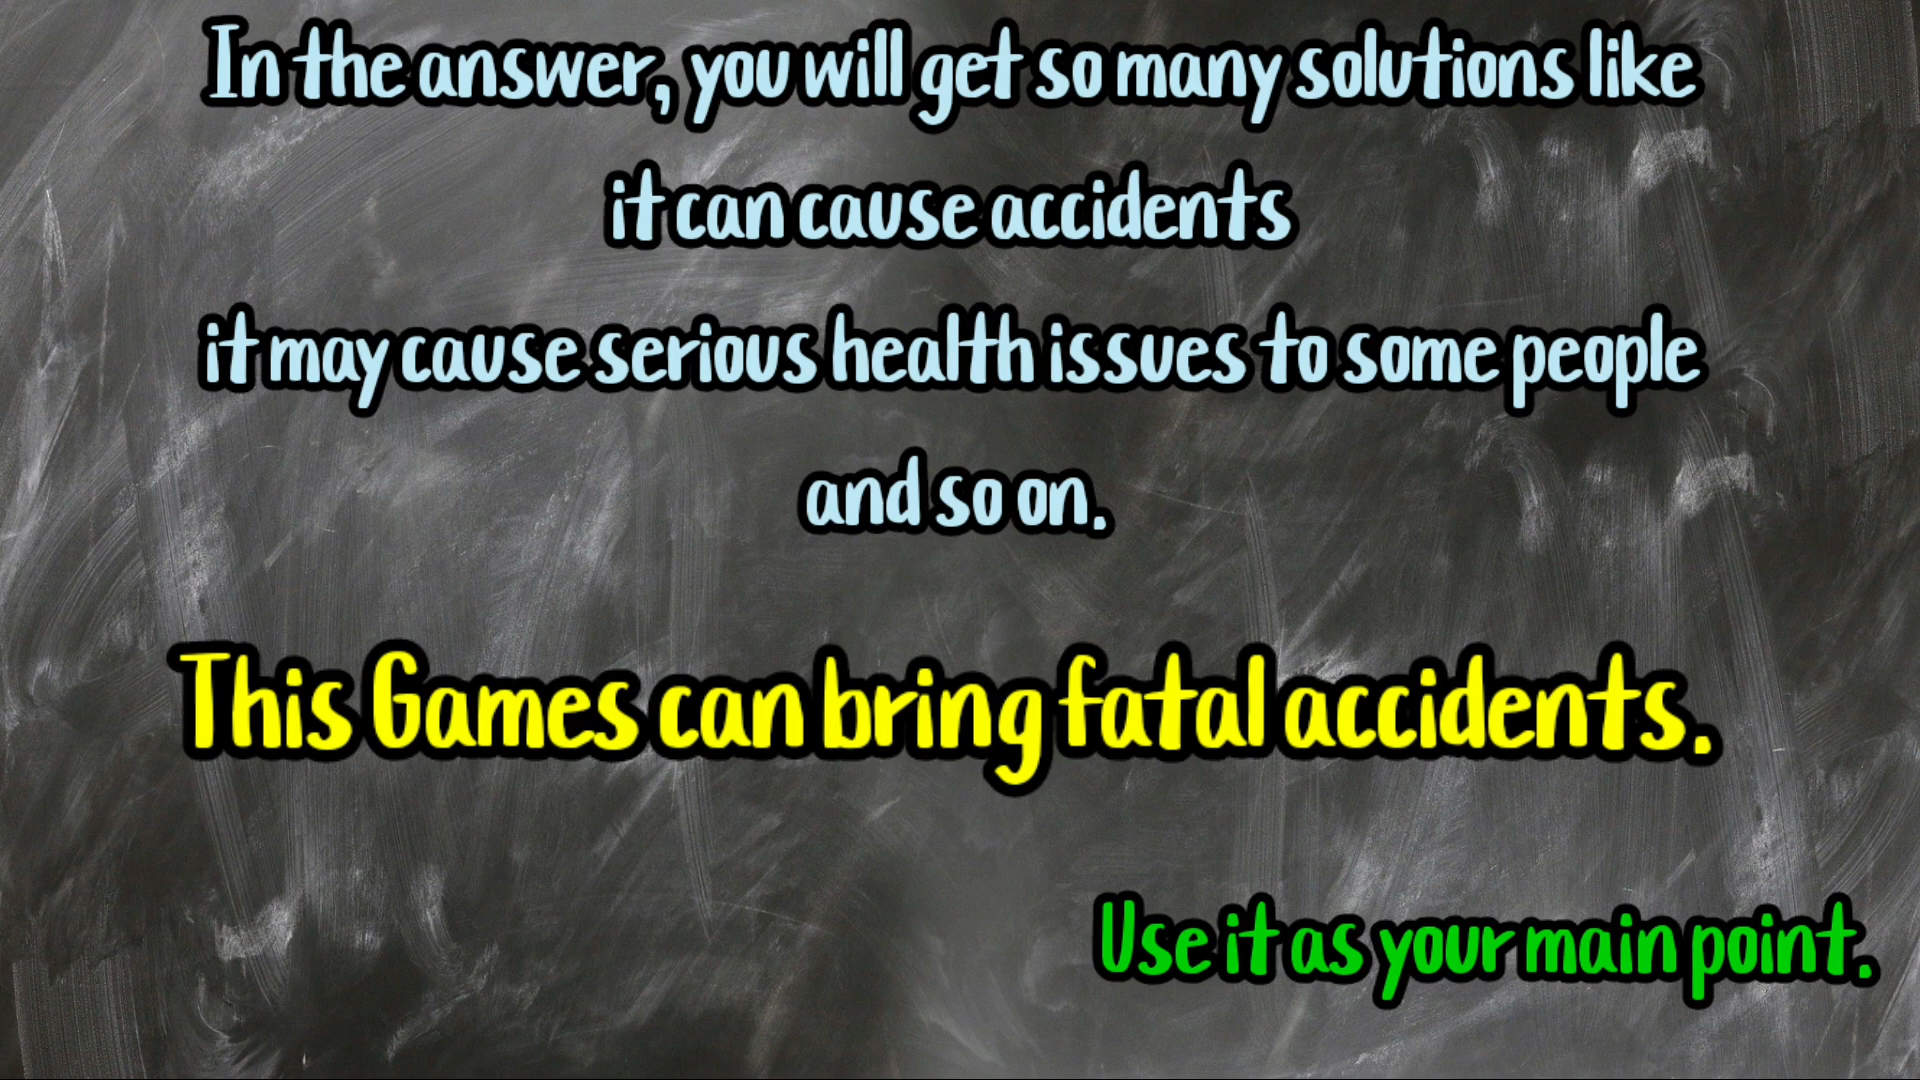 In the answer, you will get so many solutions like
it can cause accidents
it may cause serious health issues to some people
and so on.
This Games can bring fatal accidents.
Use it as your main point.